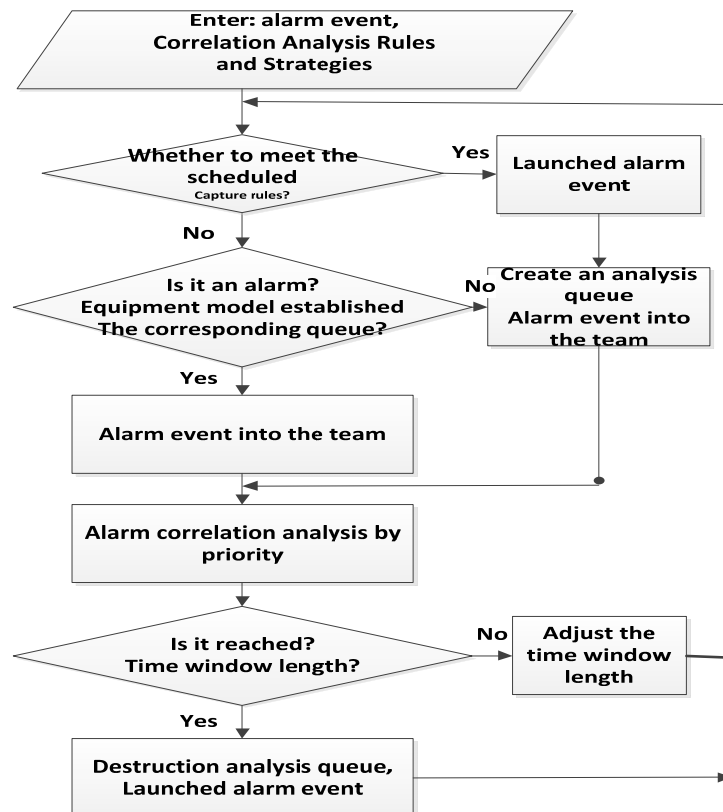 Enter: alarm event,
Correlation Analysis Rules
and Strategies
Whether to meet the
scheduled
Capture rules?
Yes
Launched alarm
event
No
Is it an alarm?
Equipment model established
The corresponding queue?
No
Create an analysis
queue
Alarm event into
the team
Yes
Alarm event into the team
Alarm correlation analysis by
priority
Is it reached?
Time window length?
No
Adjust the
time window
length
Yes
Destruction analysis queue,
Launched alarm event